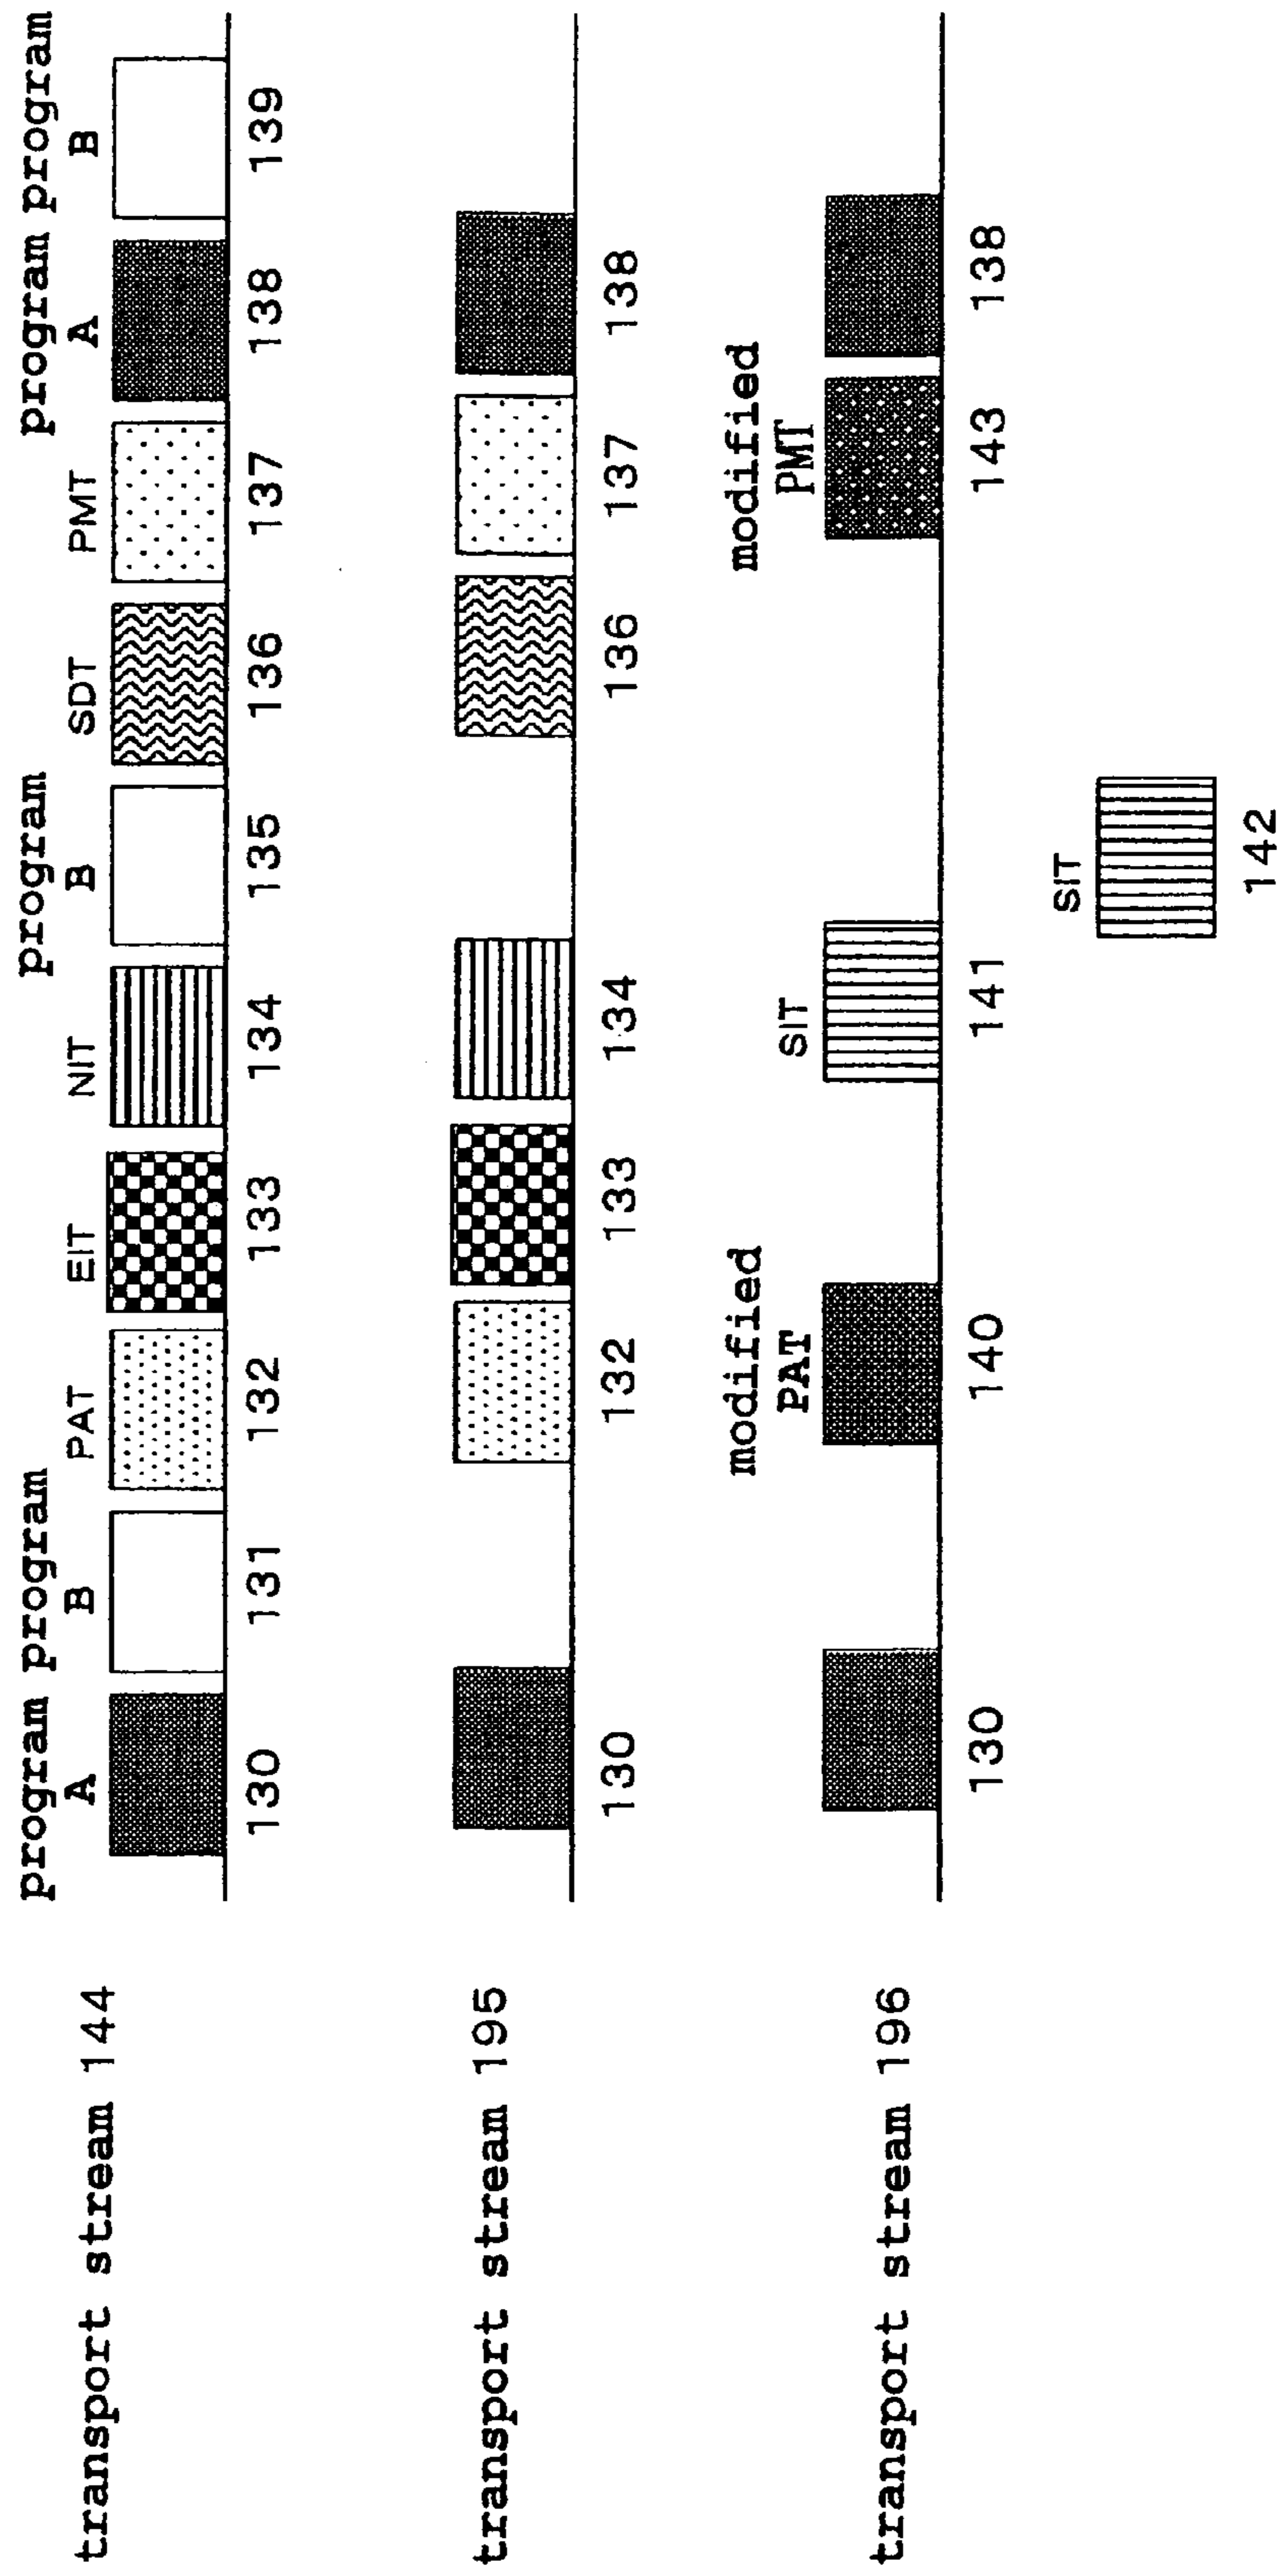 program program program program program
A B PAT EIT NIT B SDT PMT A B
transport stream 144
130 131 132 133 134 135 136 137 138 139
transport stream 195
130 132 133 134 136 137 138
modified modified
PAT SIT PMT
transport stream 196
130 140 141 143 138
SIT
142